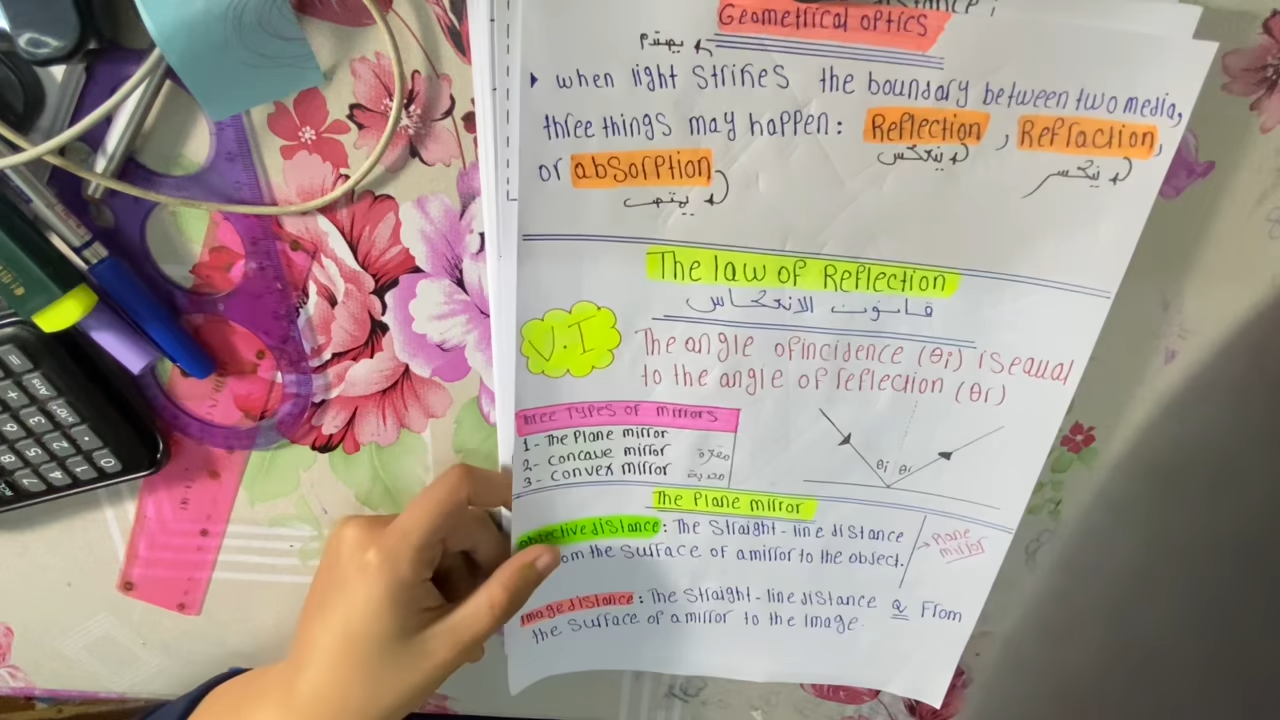 Geometrical optics
يصتدم
when light strikes the boundary between two media,
three things may happen: Reflection, Refraction,
ينعكس
ينكسر
or absorption
يمتص
The law of Reflection
قانون الانعكاس
V.I
The angle of incidence (θi) is equal
to the angle of reflection (θr)
Three Types of mirrors
1- The Plane mirror
2- concave mirror مقعرة
3- convex mirror محدبة
θi θr
The Plane mirror
objective distance: The Straight-line distance
from the surface of a mirror to the object.
Plane
mirror
Image distance: The Straight-line distance From
the surface of a mirror to the Image.